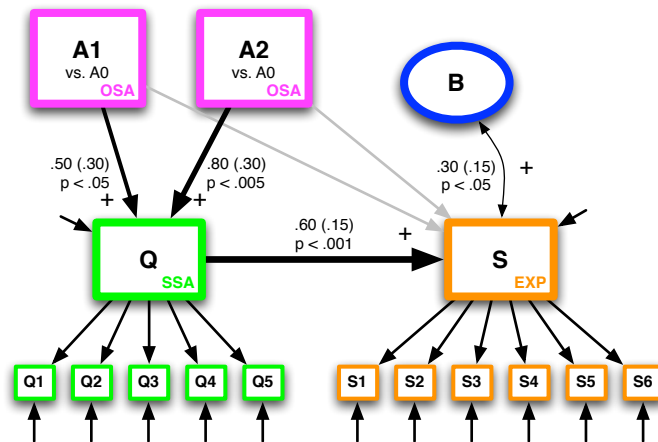 A1
vs. A0
OSA
A2
vs. A0
OSA
B
.50 (.30)
p < .05
+
.80 (.30)
p < .005
+
.30 (.15)
p < .05
+
Q
SSA
.60 (.15)
p < .001
+
S
EXP
Q1
Q2
Q3
Q4
Q5
S1
S2
S3
S4
S5
S6